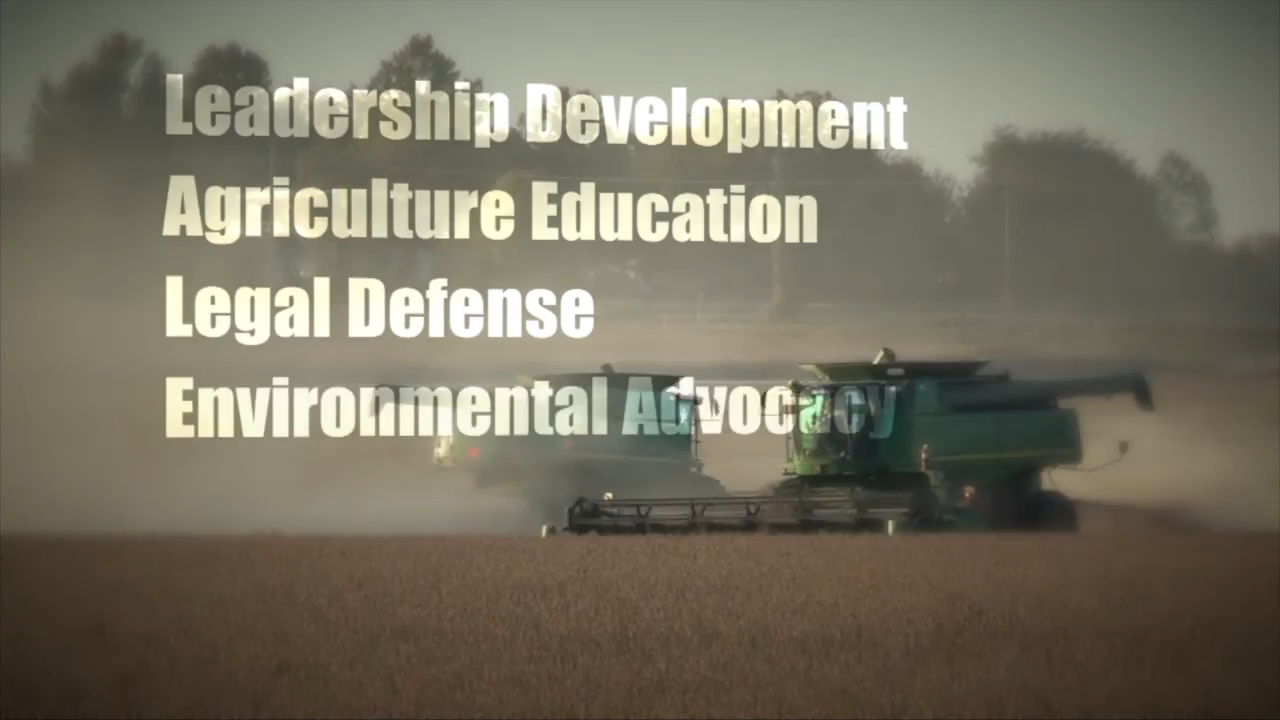 Leadership Development
Agriculture Education
Legal Defense
Environmental Advocacy